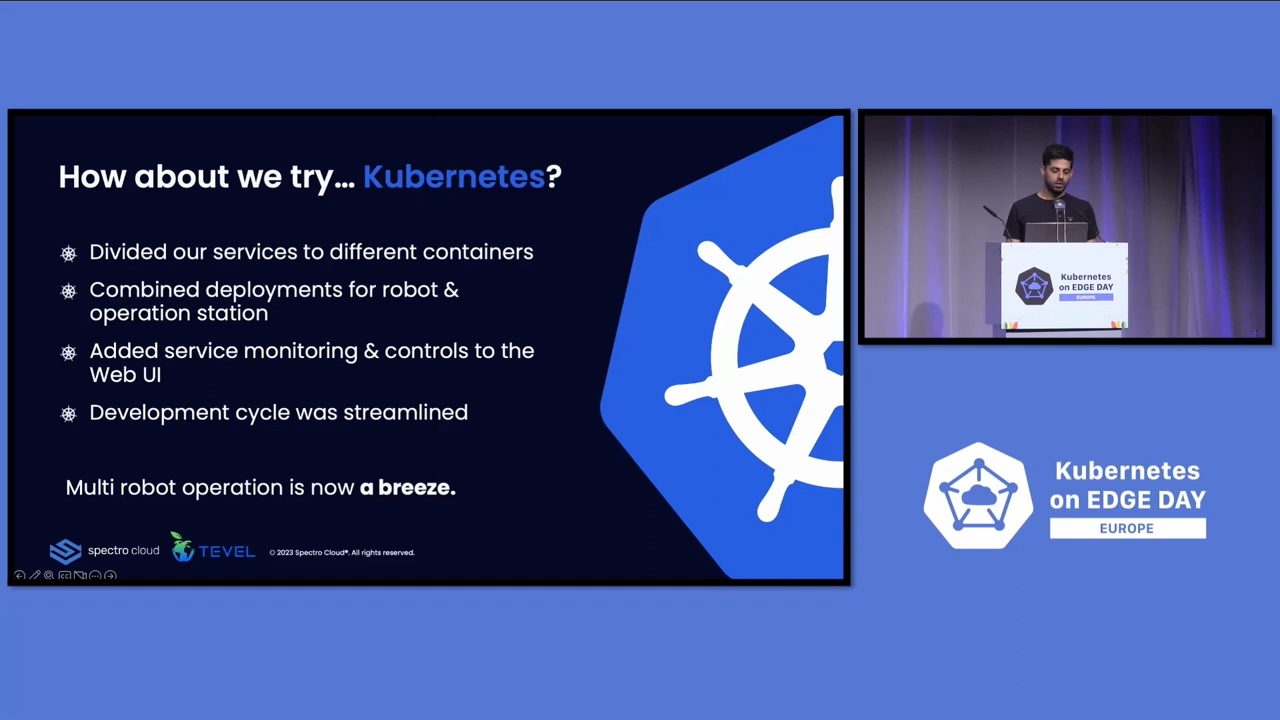 How about we try... Kubernetes?
Divided our services to different containers
Combined deployments for robot &
operation station
Added service monitoring & controls to the
Web UI
Development cycle was streamlined
Multi robot operation is now a breeze.
spectro cloud
TEVEL
© 2023 Spectro Cloud®. All rights reserved.
Kubernetes
on EDGE DAY
EUROPE
Kubernetes
on EDGE DAY
EUROPE